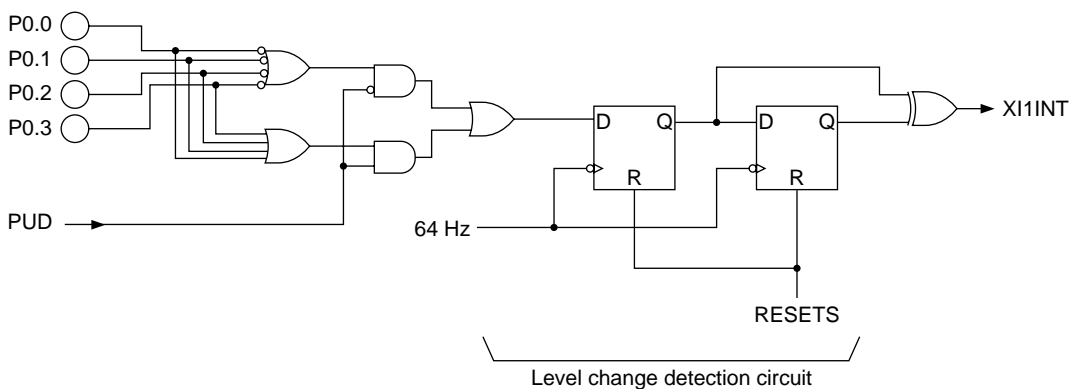 P0.0
P0.1
P0.2
P0.3
PUD
64 Hz
D
Q
R
D
Q
R
XI1INT
RESETS
Level change detection circuit